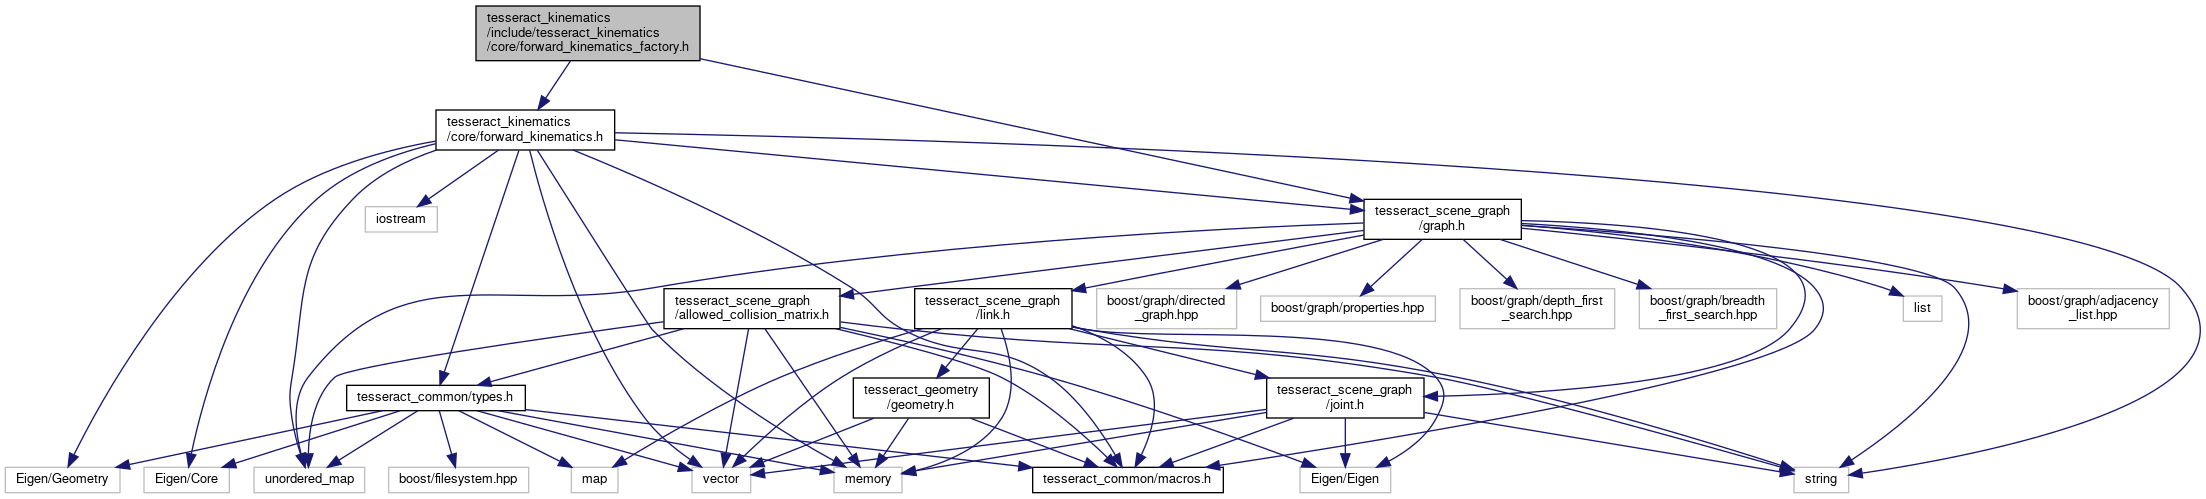 tesseract_kinematics
/include/tesseract_kinematics
/core/forward_kinematics_factory.h
tesseract_kinematics
/core/forward_kinematics.h
iostream
tesseract_scene_graph
/graph.h
tesseract_scene_graph
/allowed_collision_matrix.h
tesseract_scene_graph
/link.h
boost/graph/directed
_graph.hpp
boost/graph/properties.hpp
boost/graph/depth_first
_search.hpp
boost/graph/breadth
_first_search.hpp
list
boost/graph/adjacency
_list.hpp
tesseract_common/types.h
tesseract_geometry
/geometry.h
tesseract_scene_graph
/joint.h
Eigen/Geometry
Eigen/Core
unordered_map
boost/filesystem.hpp
map
vector
memory
tesseract_common/macros.h
Eigen/Eigen
string